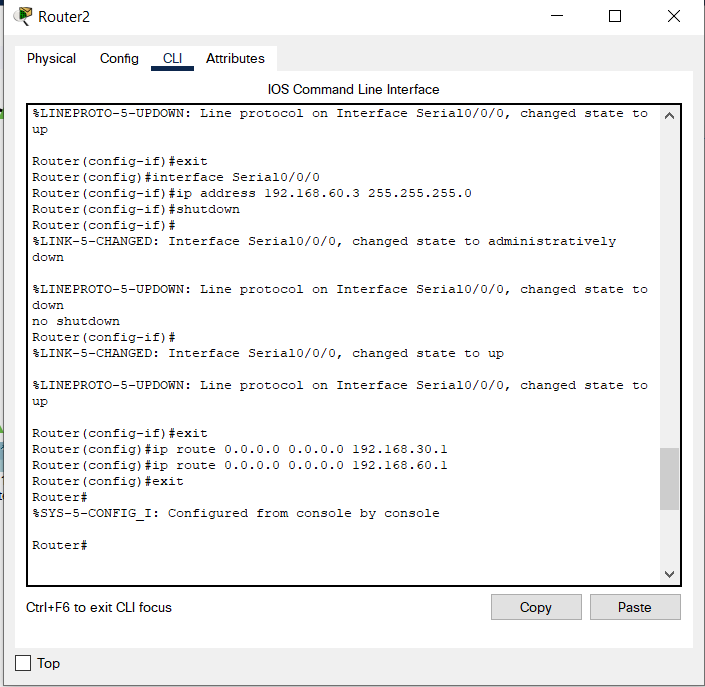 Router2
Physical Config CLI Attributes
IOS Command Line Interface
%LINEPROTO-5-UPDOWN: Line protocol on Interface Serial0/0/0, changed state to
up
Router(config-if)#exit
Router(config)#interface Serial0/0/0
Router(config-if)#ip address 192.168.60.3 255.255.255.0
Router(config-if)#shutdown
Router(config-if)#
%LINK-5-CHANGED: Interface Serial0/0/0, changed state to administratively
down
%LINEPROTO-5-UPDOWN: Line protocol on Interface Serial0/0/0, changed state to
down
no shutdown
Router(config-if)#
%LINK-5-CHANGED: Interface Serial0/0/0, changed state to up
%LINEPROTO-5-UPDOWN: Line protocol on Interface Serial0/0/0, changed state to
up
Router(config-if)#exit
Router(config)#ip route 0.0.0.0 0.0.0.0 192.168.30.1
Router(config)#ip route 0.0.0.0 0.0.0.0 192.168.60.1
Router(config)#exit
Router#
%SYS-5-CONFIG_I: Configured from console by console
Router#
Ctrl+F6 to exit CLI focus
Copy Paste
Top